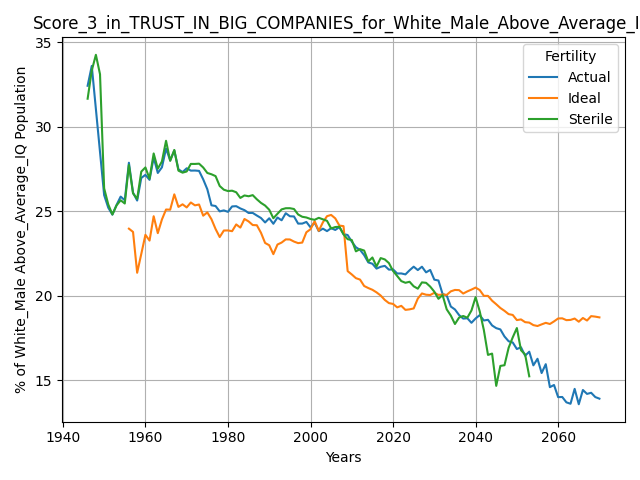 Score_3_in_TRUST_IN_BIG_COMPANIES_for_White_Male_Above_Average_I
% of White_Male Above_Average_IQ Population
35
30
25
20
15
Fertility
Actual
Ideal
Sterile
1940 1960 1980 2000 2020 2040 2060
Years